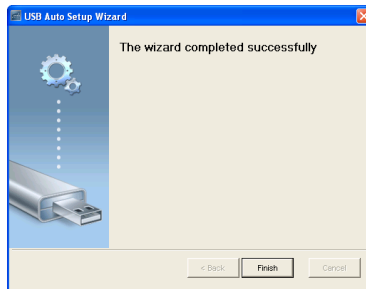 USB Auto Setup Wizard
The wizard completed successfully
< Back
Finish
Cancel